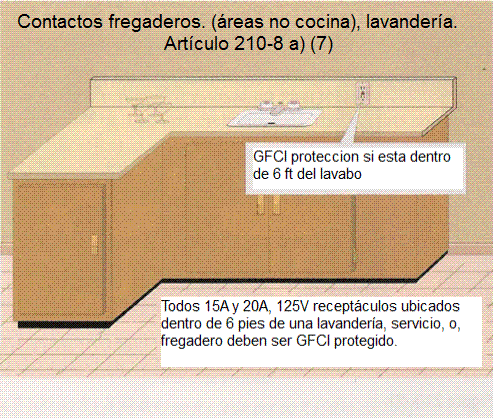 Contactos fregaderos. (áreas no cocina), lavandería.
Artículo 210-8 a) (7)
GFCI proteccion si esta dentro
de 6 ft del lavabo
Todos 15A y 20A, 125V receptáculos ubicados
dentro de 6 pies de una lavandería, servicio, o,
fregadero deben ser GFCI protegido.